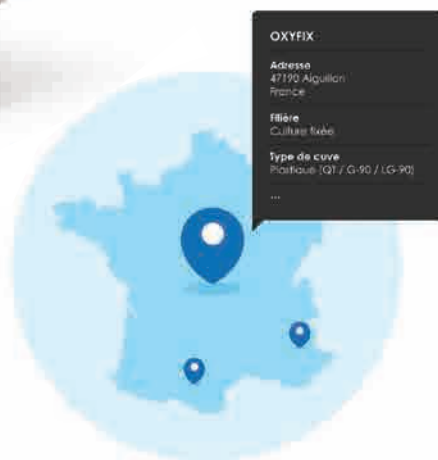 OXYFIX
Adresse
47190 Aiguillon
France
Filière
Culture fixée
Type de cuve
Plastique (QT / G-90 / LG-90)
...